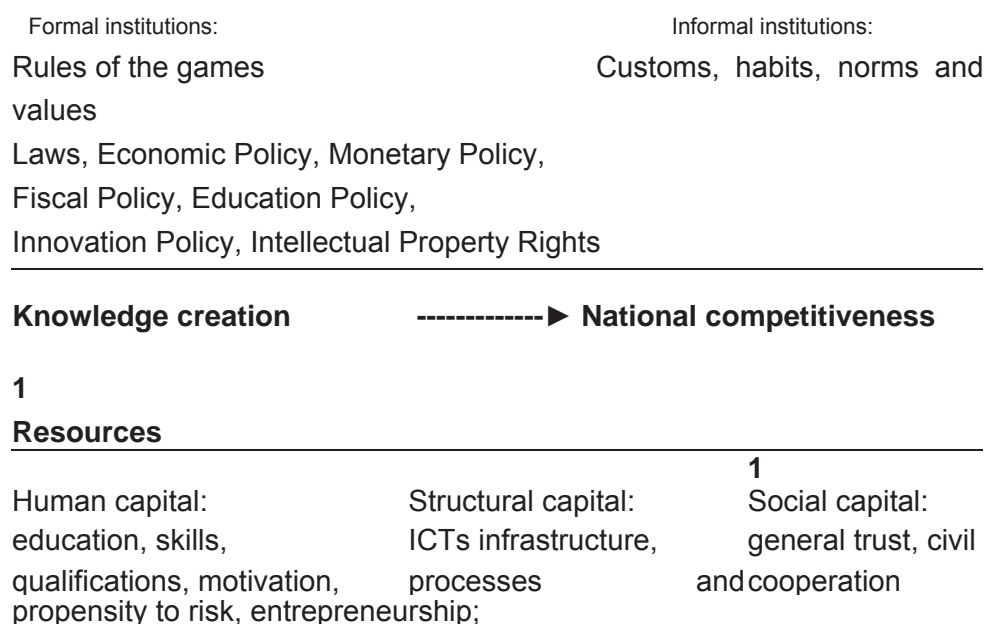 Formal institutions: Informal institutions:
Rules of the games Customs, habits, norms and
values
Laws, Economic Policy, Monetary Policy,
Fiscal Policy, Education Policy,
Innovation Policy, Intellectual Property Rights
Knowledge creation -------------► National competitiveness
1
Resources
1
Human capital: Structural capital: Social capital:
education, skills, ICTs infrastructure, general trust, civil
qualifications, motivation, processes and cooperation
propensity to risk, entrepreneurship;